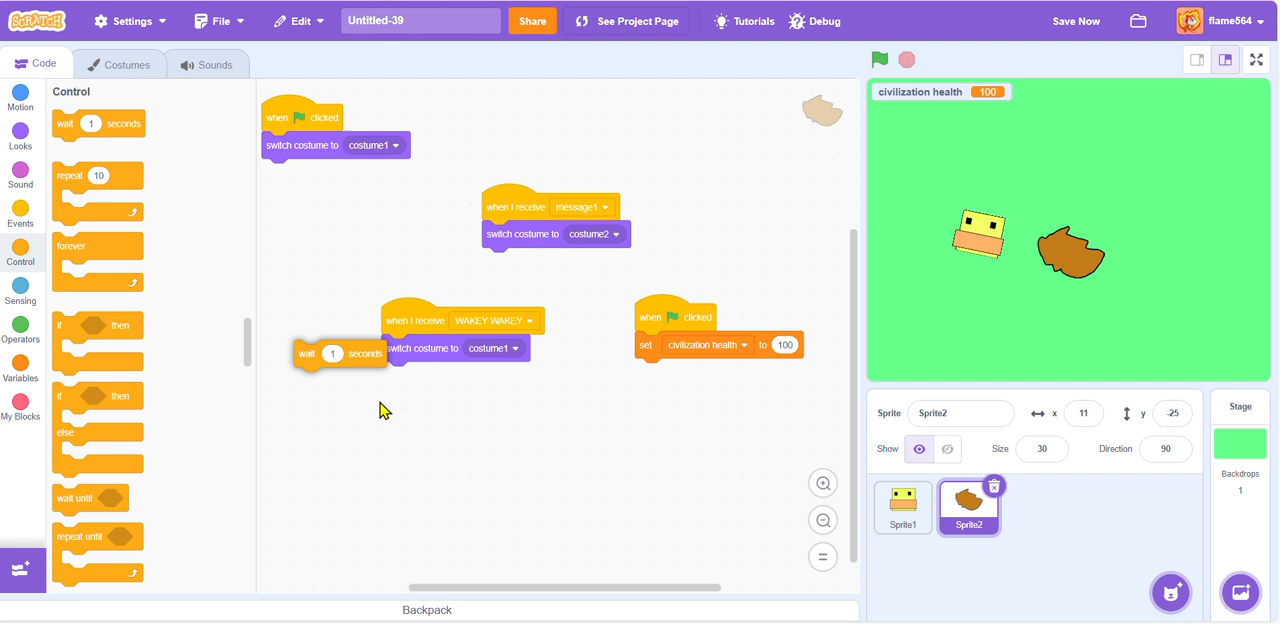 SCRATCH Settings File Edit Untitled-39 Share See Project Page Tutorials Debug Save Now flame564
Code Costumes Sounds
Motion
Looks
Sound
Events
Control
Sensing
Operators
Variables
My Blocks
Control
wait 1 seconds
repeat 10
forever
if then
if then
else
wait until
repeat until
when clicked
switch costume to costume1
when I receive message1
switch costume to costume2
when I receive WAKEY WAKEY
switch costume to costume1
wait 1 seconds
when clicked
set civilization health to 100
Backpack
civilization health 100
Sprite Sprite2 x 11 y -25
Show Size 30 Direction 90
Sprite1
Sprite2
Stage
Backdrops
1